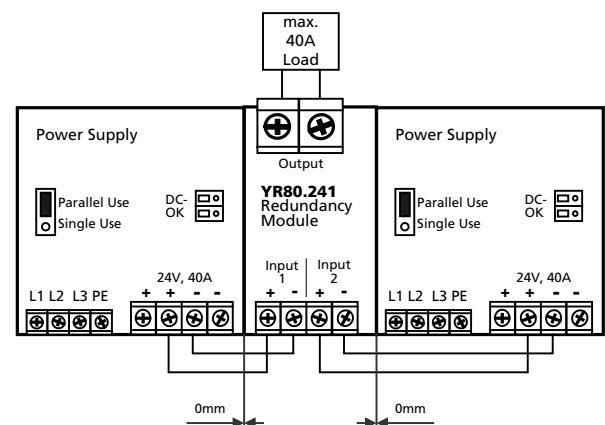 max.
40A
Load
Output
YR80.241
Redundancy
Module
Input
1
Input
2
+ - + -
Power Supply
Parallel Use
Single Use
DC-
OK
24V, 40A
L1 L2 L3 PE
+ + - -
Power Supply
Parallel Use
Single Use
DC-
OK
24V, 40A
L1 L2 L3 PE
+ + - -
0mm
0mm